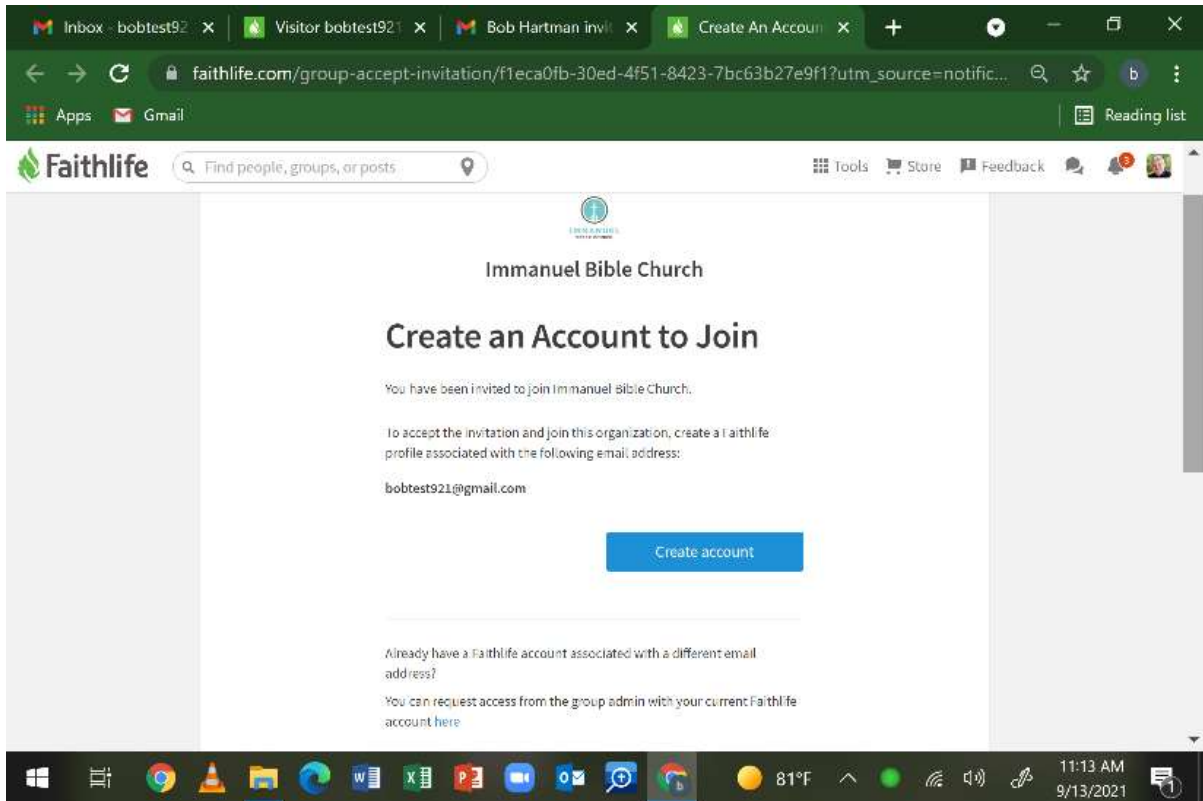 Inbox - bobtest92
Visitor bobtest921
Bob Hartman invi
Create An Accoun
faithlife.com/group-accept-invitation/f1eca0fb-30ed-4f51-8423-7bc63b27e9f1?utm_source=notific...
b
Apps
Gmail
Reading list
Faithlife
Find people, groups, or posts
Tools
Store
Feedback
3
IMMANUEL
Immanuel Bible Church
Create an Account to Join
You have been invited to join Immanuel Bible Church.
To accept the invitation and join this organization, create a Faithlife
profile associated with the following email address:
bobtest921@gmail.com
Create account
Already have a Faithlife account associated with a different email
address?
You can request access from the group admin with your current Faithlife
account here
81°F
11:13 AM
9/13/2021
1